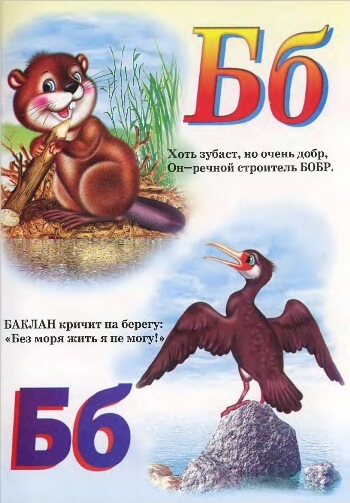 Бб
Хоть зубаст, но очень добр,
Он—речной строитель БОБР.
БАКЛАН кричит на берегу:
«Без моря жить я не могу!»
Бб